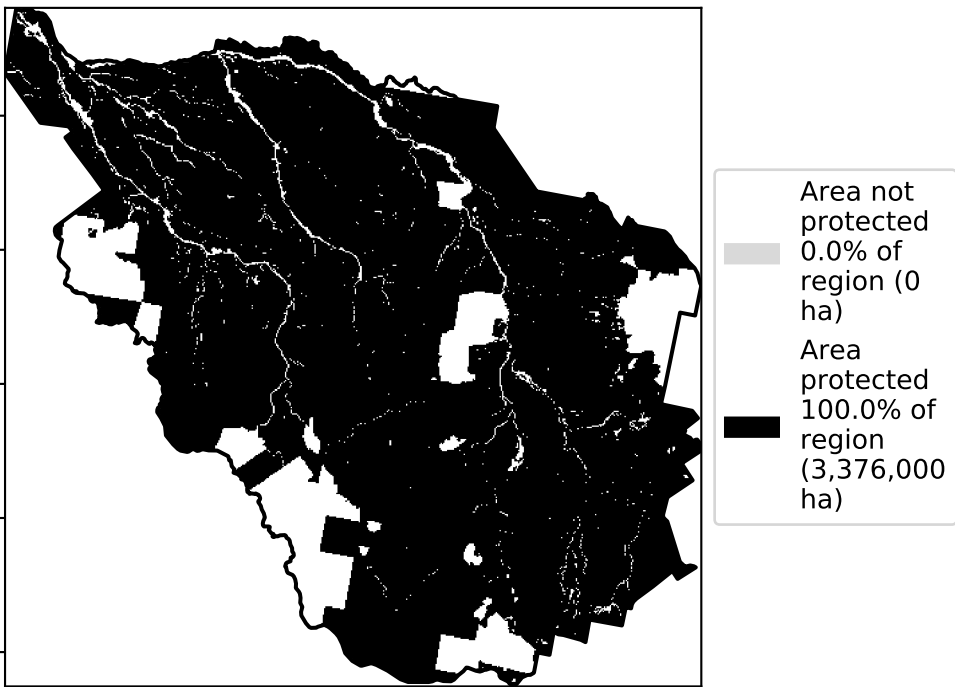 Area not
protected
0.0% of
region (0
ha)
Area
protected
100.0% of
region
(3,376,000
ha)